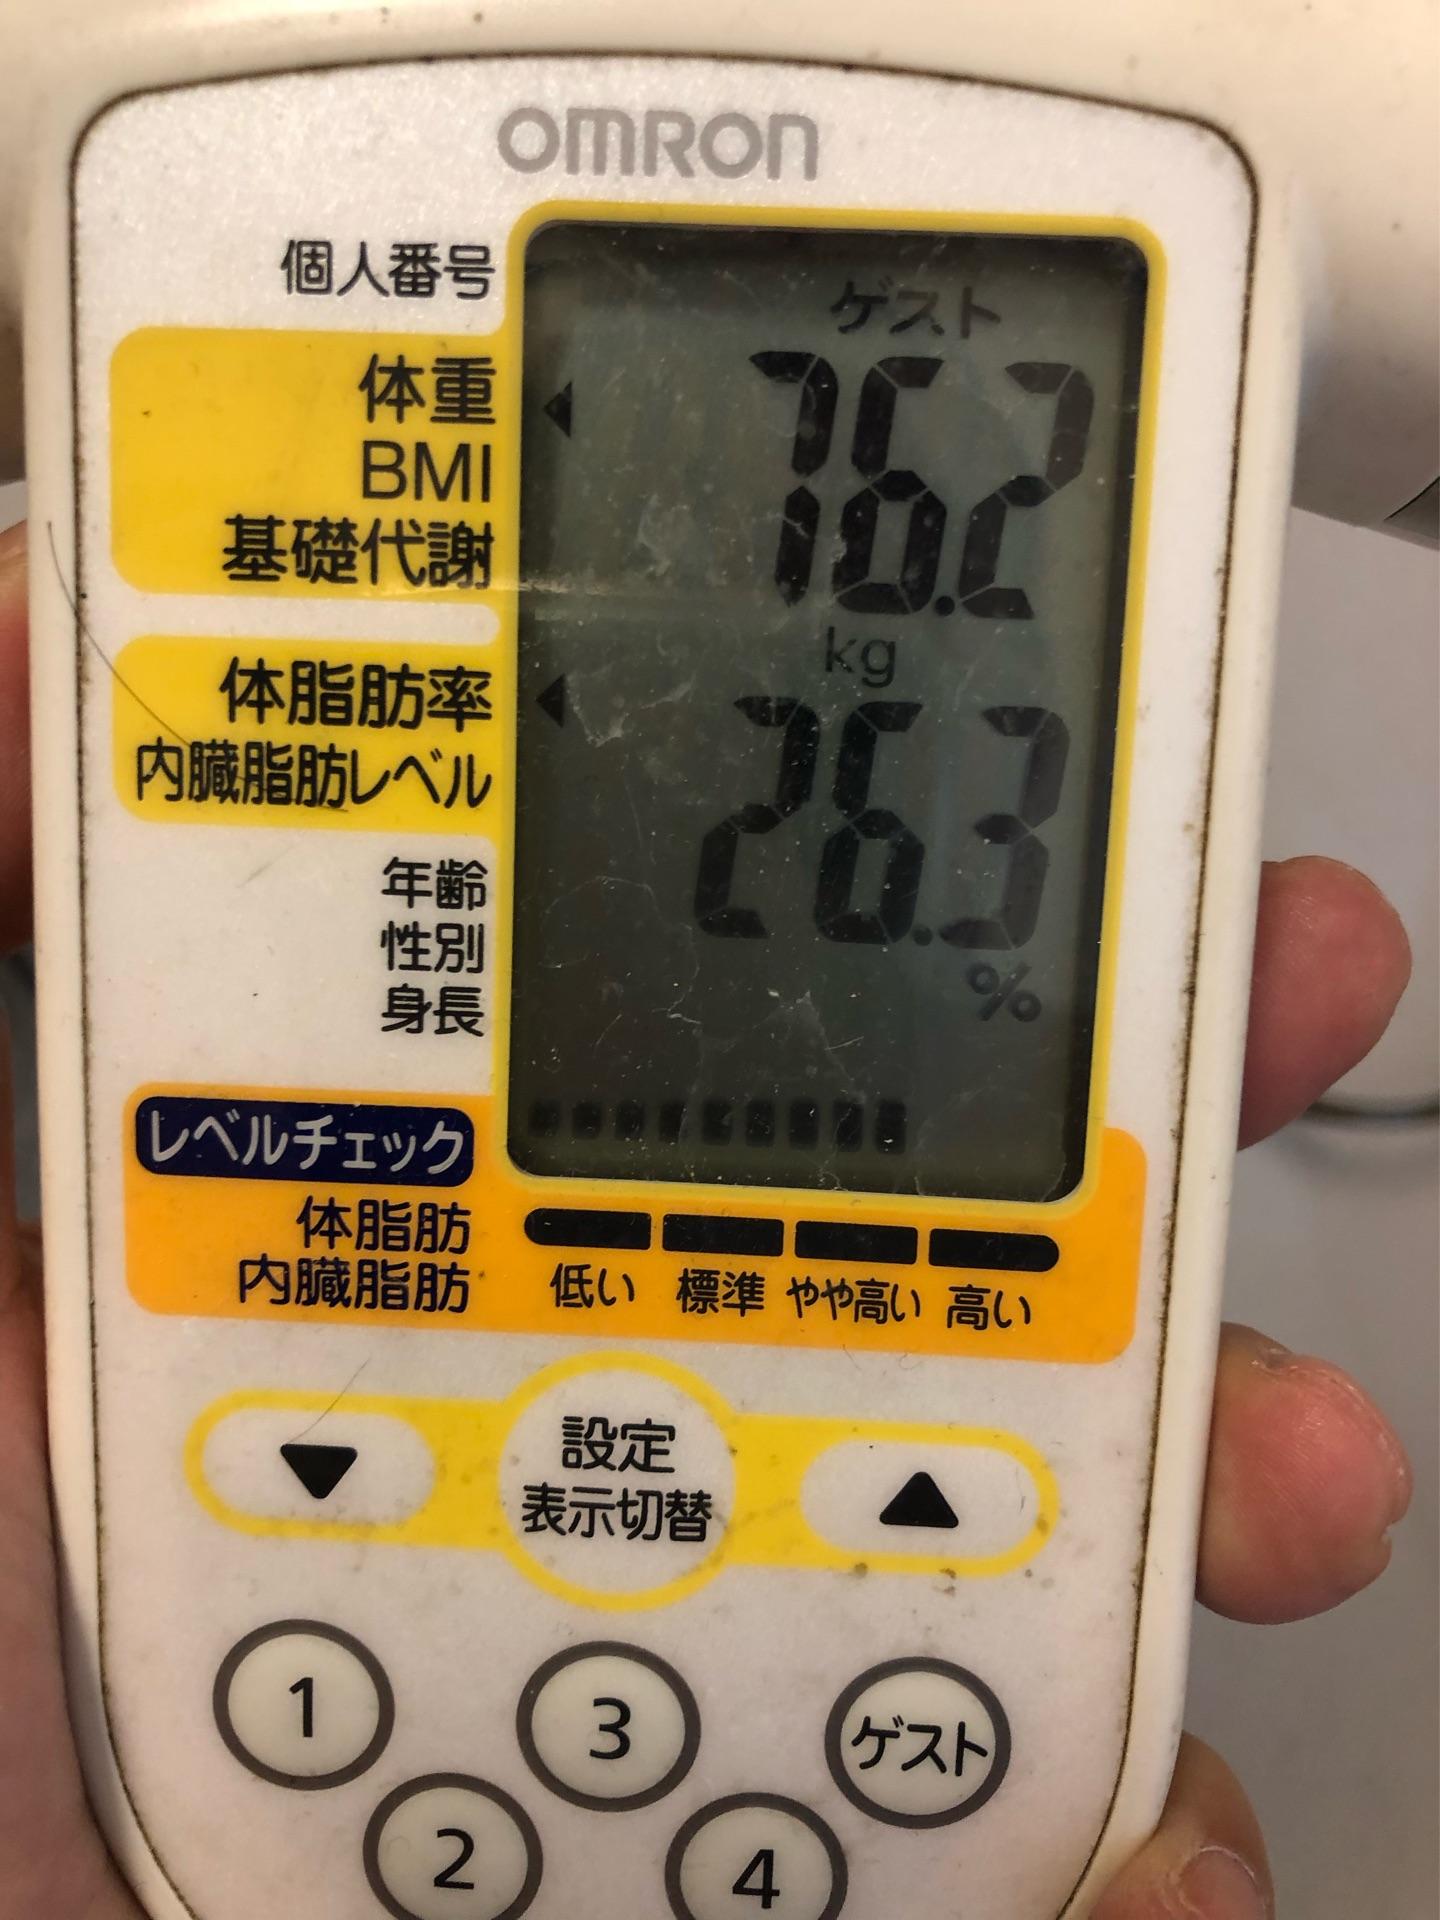 OMRON
個人番号
ゲスト
体重
76.2
BMI
基礎代謝
kg
体脂肪率
26.3
内臓脂肪レベル
年齢
性別
%
身長
レベルチェック
体脂肪
内臓脂肪
低い 標準 やや高い 高い
▼ 設定 ▲
表示切替
1 3 ゲスト
2 4